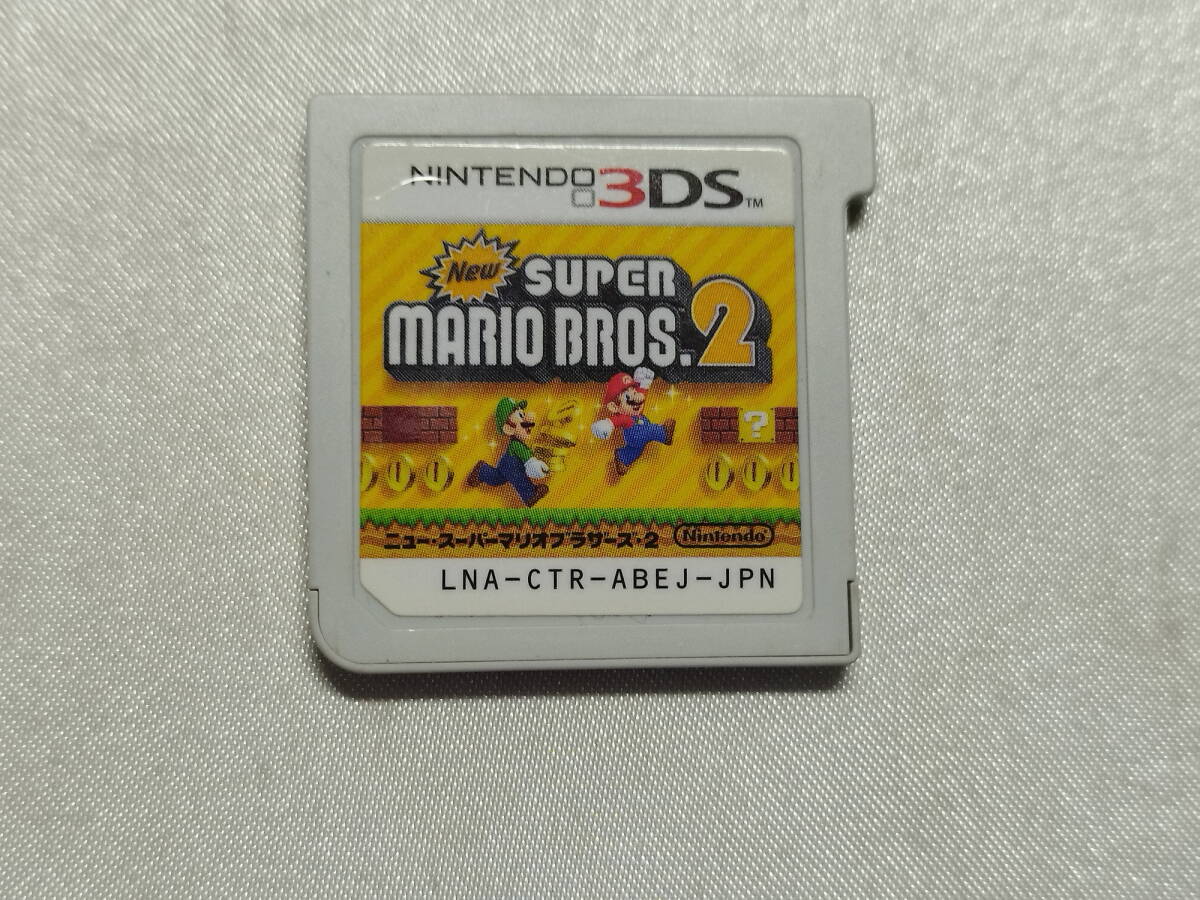 NINTENDO 3DS™
New SUPER
MARIO BROS.™ 2
?
ニュー・スーパーマリオブラザーズ・2 Nintendo
LNA-CTR-ABEJ-JPN